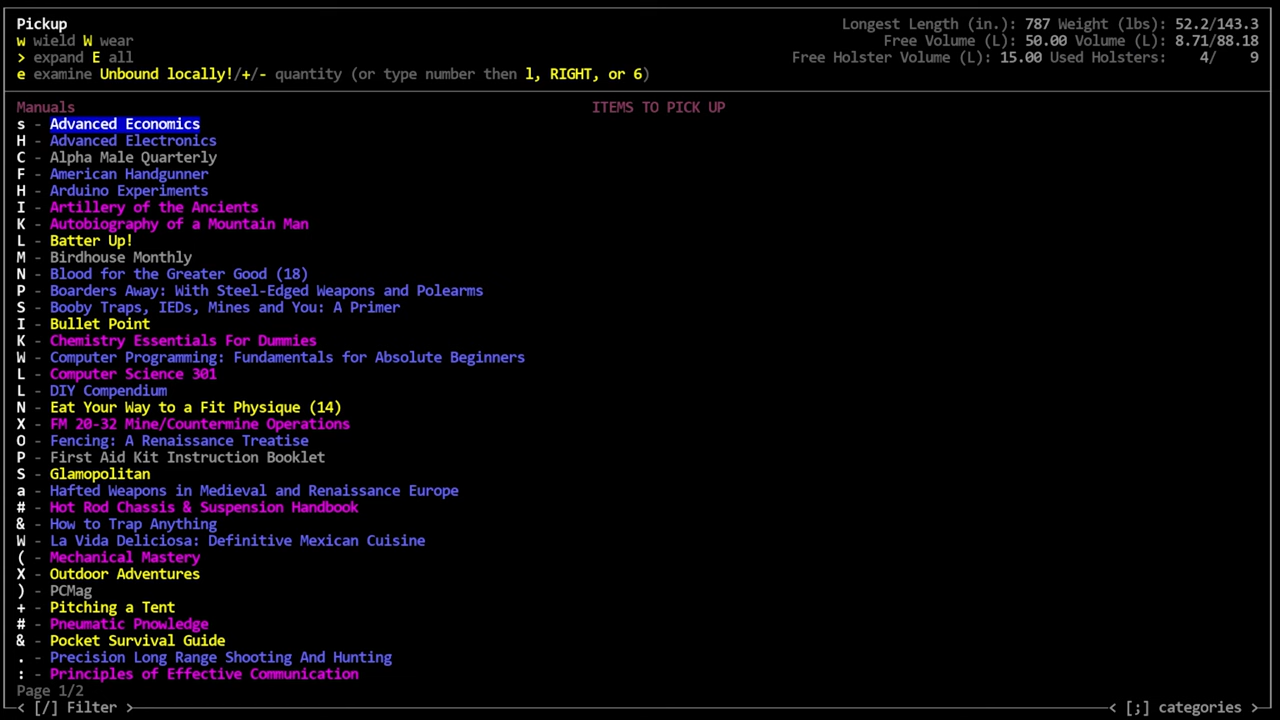 Pickup Longest Length (in.): 787 Weight (lbs): 52.2/143.3
w wield W wear Free Volume (L): 50.00 Volume (L): 8.71/88.18
> expand E all Free Holster Volume (L): 15.00 Used Holsters: 4/ 9
e examine Unbound locally!/+/- quantity (or type number then l, RIGHT, or 6)
Manuals ITEMS TO PICK UP
s - Advanced Economics
H - Advanced Electronics
C - Alpha Male Quarterly
F - American Handgunner
H - Arduino Experiments
I - Artillery of the Ancients
K - Autobiography of a Mountain Man
L - Batter Up!
M - Birdhouse Monthly
N - Blood for the Greater Good (18)
P - Boarders Away: With Steel-Edged Weapons and Polearms
S - Booby Traps, IEDs, Mines and You: A Primer
I - Bullet Point
K - Chemistry Essentials For Dummies
W - Computer Programming: Fundamentals for Absolute Beginners
L - Computer Science 301
L - DIY Compendium
N - Eat Your Way to a Fit Physique (14)
X - FM 20-32 Mine/Countermine Operations
O - Fencing: A Renaissance Treatise
P - First Aid Kit Instruction Booklet
S - Glamopolitan
a - Hafted Weapons in Medieval and Renaissance Europe
# - Hot Rod Chassis & Suspension Handbook
& - How to Trap Anything
W - La Vida Deliciosa: Definitive Mexican Cuisine
( - Mechanical Mastery
X - Outdoor Adventures
) - PCMag
+ - Pitching a Tent
# - Pneumatic Pnowledge
& - Pocket Survival Guide
. - Precision Long Range Shooting And Hunting
: - Principles of Effective Communication
Page 1/2
< [/] Filter > < [;] categories >